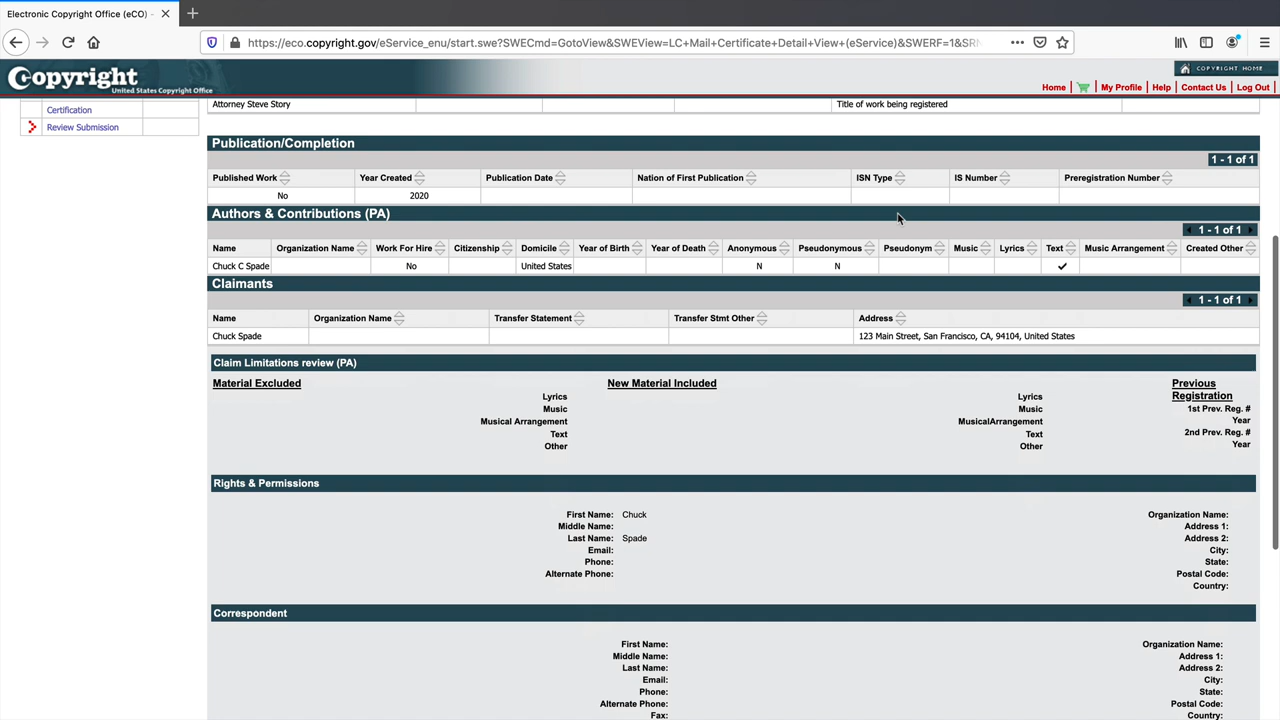 Electronic Copyright Office (eCO) -
https://eco.copyright.gov/eService_enu/start.swe?SWECmd=GotoView&SWEView=LC+Mail+Certificate+Detail+View+(eService)&SWERF=1&SRN
Copyright
United States Copyright Office
COPYRIGHT HOME
Home My Profile Help Contact Us Log Out
Certification
Review Submission
Attorney Steve Story Title of work being registered
Publication/Completion
1 - 1 of 1
Published Work Year Created Publication Date Nation of First Publication ISN Type IS Number Preregistration Number
No 2020
Authors & Contributions (PA)
1 - 1 of 1
Name Organization Name Work For Hire Citizenship Domicile Year of Birth Year of Death Anonymous Pseudonymous Pseudonym Music Lyrics Text Music Arrangement Created Other
Chuck C Spade No United States N N ✓
Claimants
1 - 1 of 1
Name Organization Name Transfer Statement Transfer Stmt Other Address
Chuck Spade 123 Main Street, San Francisco, CA, 94104, United States
Claim Limitations review (PA)
Material Excluded New Material Included Previous Registration
Lyrics Lyrics
Music Music 1st Prev. Reg. #
Musical Arrangement MusicalArrangement Year
Text Text 2nd Prev. Reg. #
Other Other Year
Rights & Permissions
First Name: Chuck Organization Name:
Middle Name: Address 1:
Last Name: Spade Address 2:
Email: City:
Phone: State:
Alternate Phone: Postal Code:
Country:
Correspondent
First Name: Organization Name:
Middle Name: Address 1:
Last Name: Address 2:
Email: City:
Phone: State:
Alternate Phone: Postal Code:
Fax: Country: